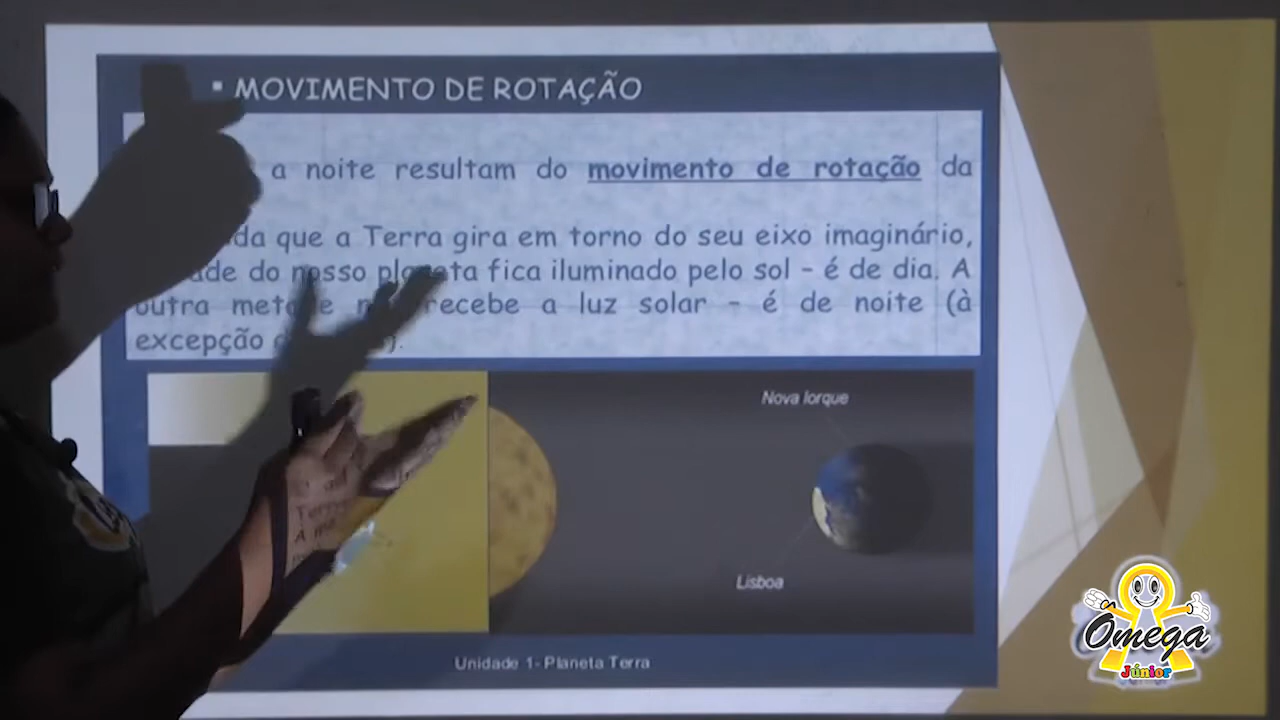 ▪ MOVIMENTO DE ROTAÇÃO
a noite resultam do movimento de rotação da
que a Terra gira em torno do seu eixo imaginário,
do nosso planeta fica iluminado pelo sol - é de dia. A
outra metade recebe a luz solar - é de noite (à
excepção
Nova Iorque
Lisboa
Unidade 1- Planeta Terra
Ômega
Júnior